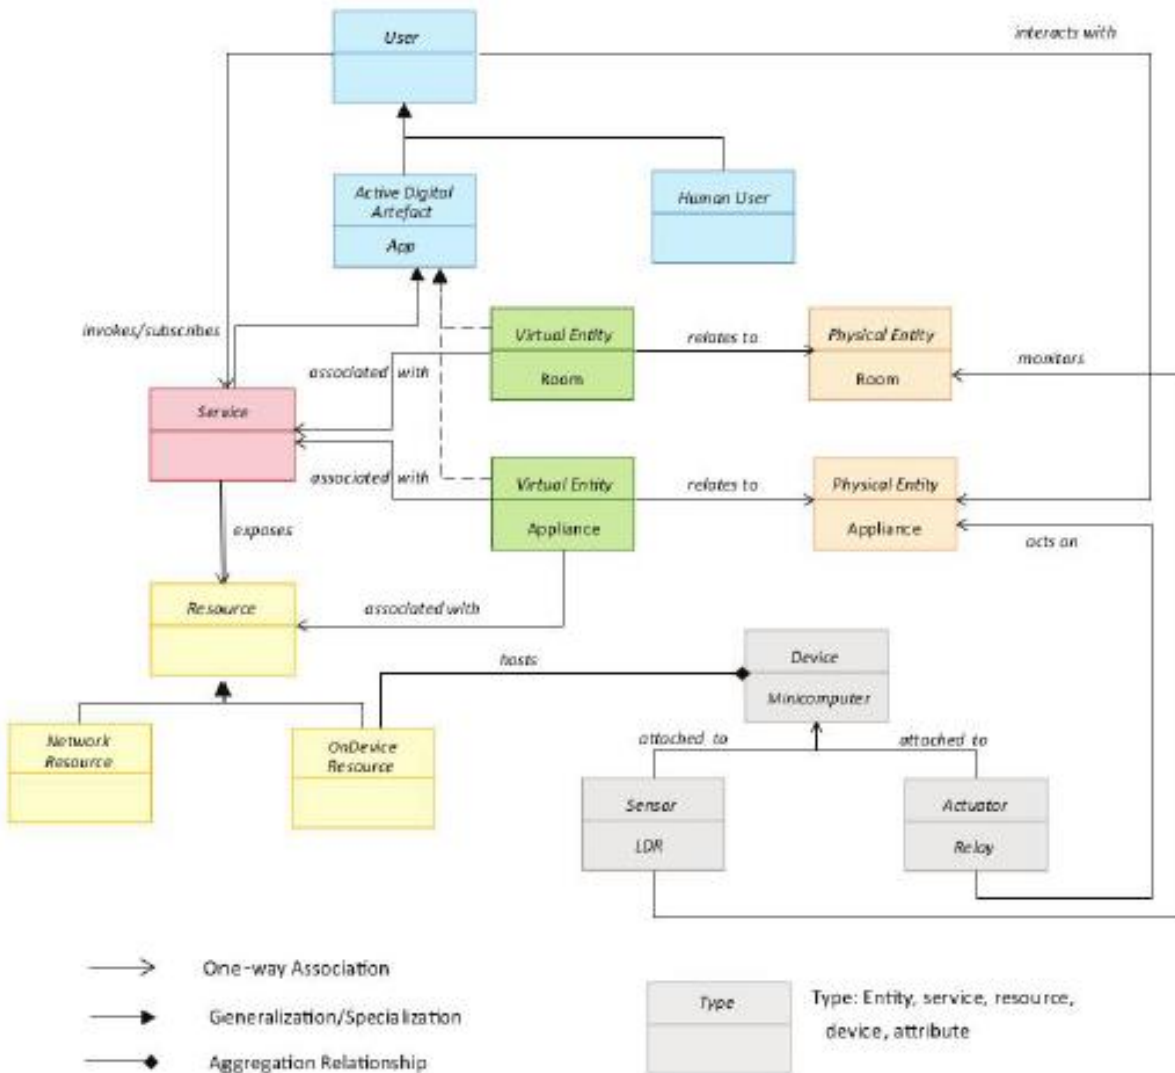 User
interacts with
Active Digital
Artefact
App
Human User
invokes/subscribes
associated with
Virtual Entity
Room
relates to
Physical Entity
Room
monitors
Service
associated with
Virtual Entity
Appliance
relates to
Physical Entity
Appliance
acts on
exposes
Resource
associated with
hosts
Device
Minicomputer
attached to
attached to
Network
Resource
OnDevice
Resource
Sensor
LDR
Actuator
Relay
One-way Association
Generalization/Specialization
Aggregation Relationship
Type
Type: Entity, service, resource,
device, attribute